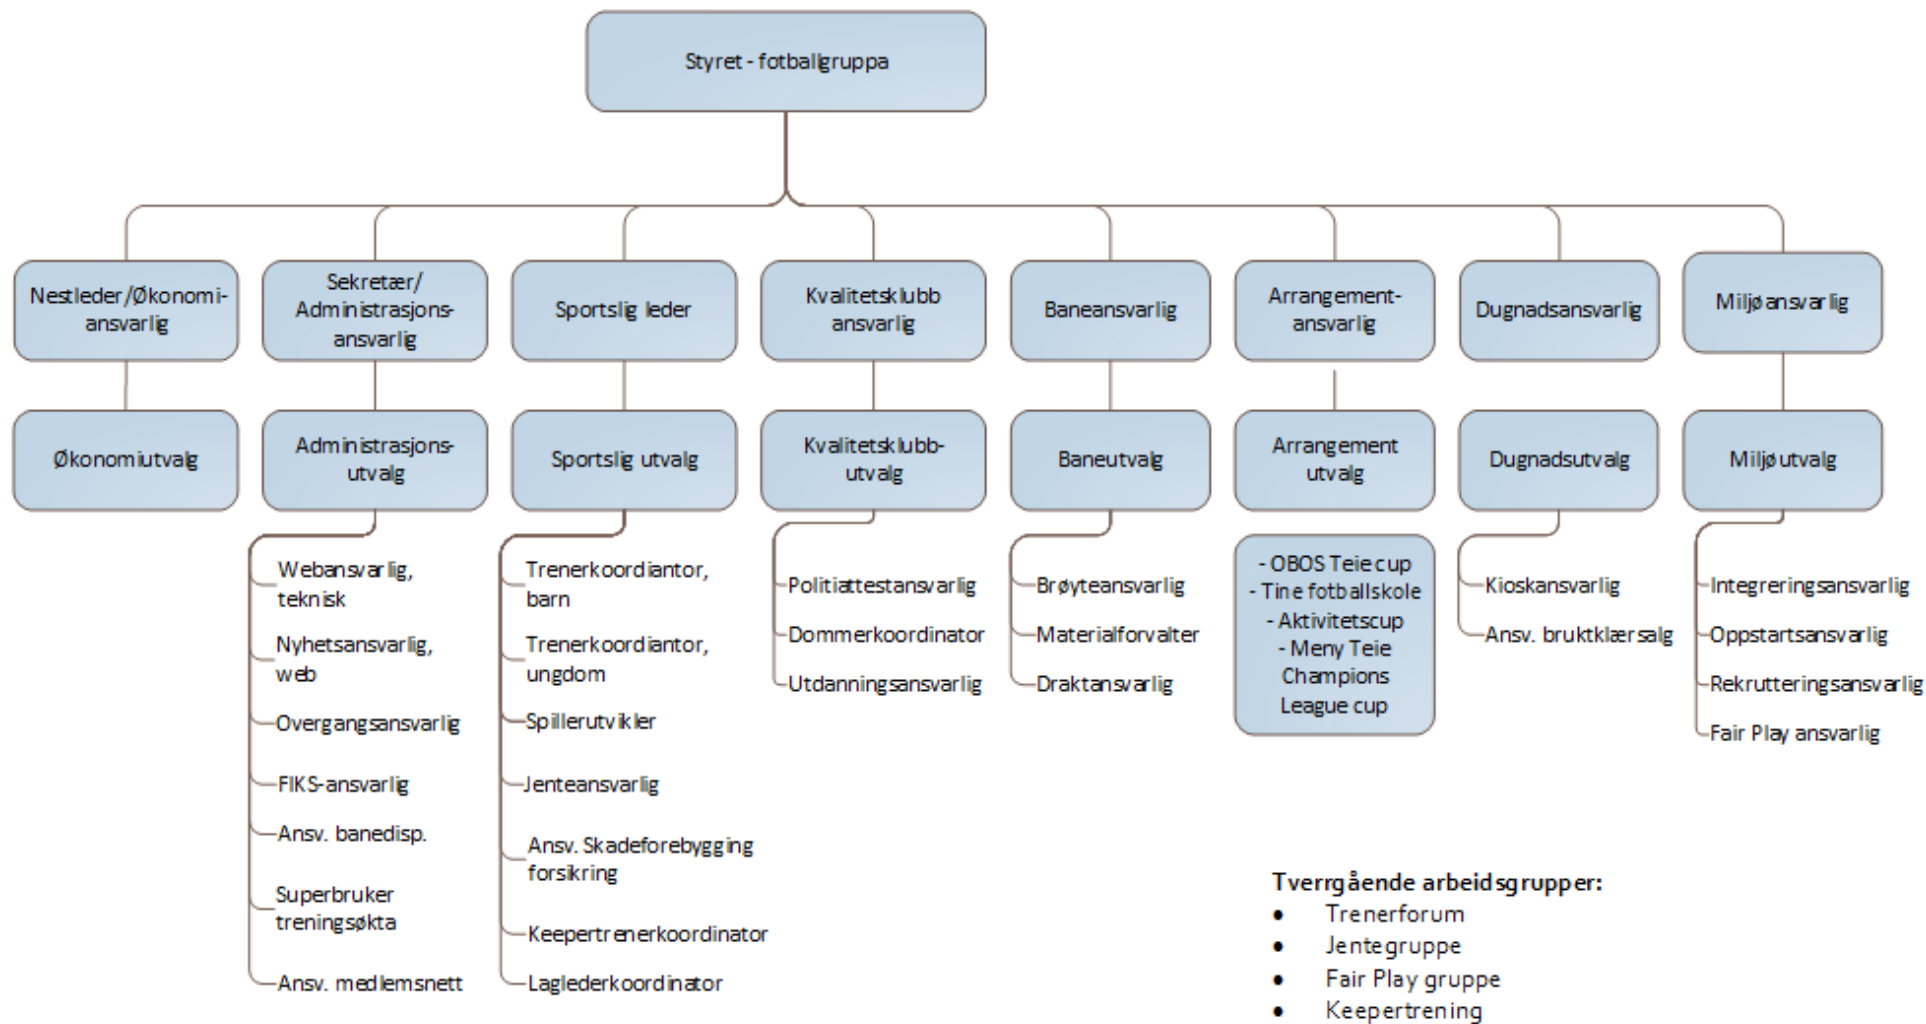 Styret - fotballgruppa
Nestleder/Økonomi-
ansvarlig
Sekretær/
Administrasjons-
ansvarlig
Sportslig leder
Kvalitetsklubb
ansvarlig
Baneansvarlig
Arrangement-
ansvarlig
Dugnadsansvarlig
Miljøansvarlig
Økonomiutvalg
Administrasjons-
utvalg
Sportslig utvalg
Kvalitetsklubb-
utvalg
Baneutvalg
Arrangement
utvalg
Dugnadsutvalg
Miljøutvalg
Webansvarlig,
teknisk
Nyhetsansvarlig,
web
Overgangsansvarlig
FIKS-ansvarlig
Ansv. banedisp.
Superbruker
treningsøkta
Ansv. medlemsnett
Trenerkoordiantor,
barn
Trenerkoordiantor,
ungdom
Spillerutvikler
Jenteansvarlig
Ansv. Skadeforebygging
forsikring
Keepertrenerkoordinator
Laglederkoordinator
Politiattestansvarlig
Dommerkoordinator
Utdanningsansvarlig
Brøyteansvarlig
Materialforvalter
Draktansvarlig
- OBOS Teie cup
- Tine fotballskole
- Aktivitetscup
- Meny Teie
Champions
League cup
Kioskansvarlig
Ansv. bruktklærsalg
Integreringsansvarlig
Oppstartsansvarlig
Rekrutteringsansvarlig
Fair Play ansvarlig
Tverrgående arbeidsgrupper:
• Trenerforum
• Jentegruppe
• Fair Play gruppe
• Keepertrening